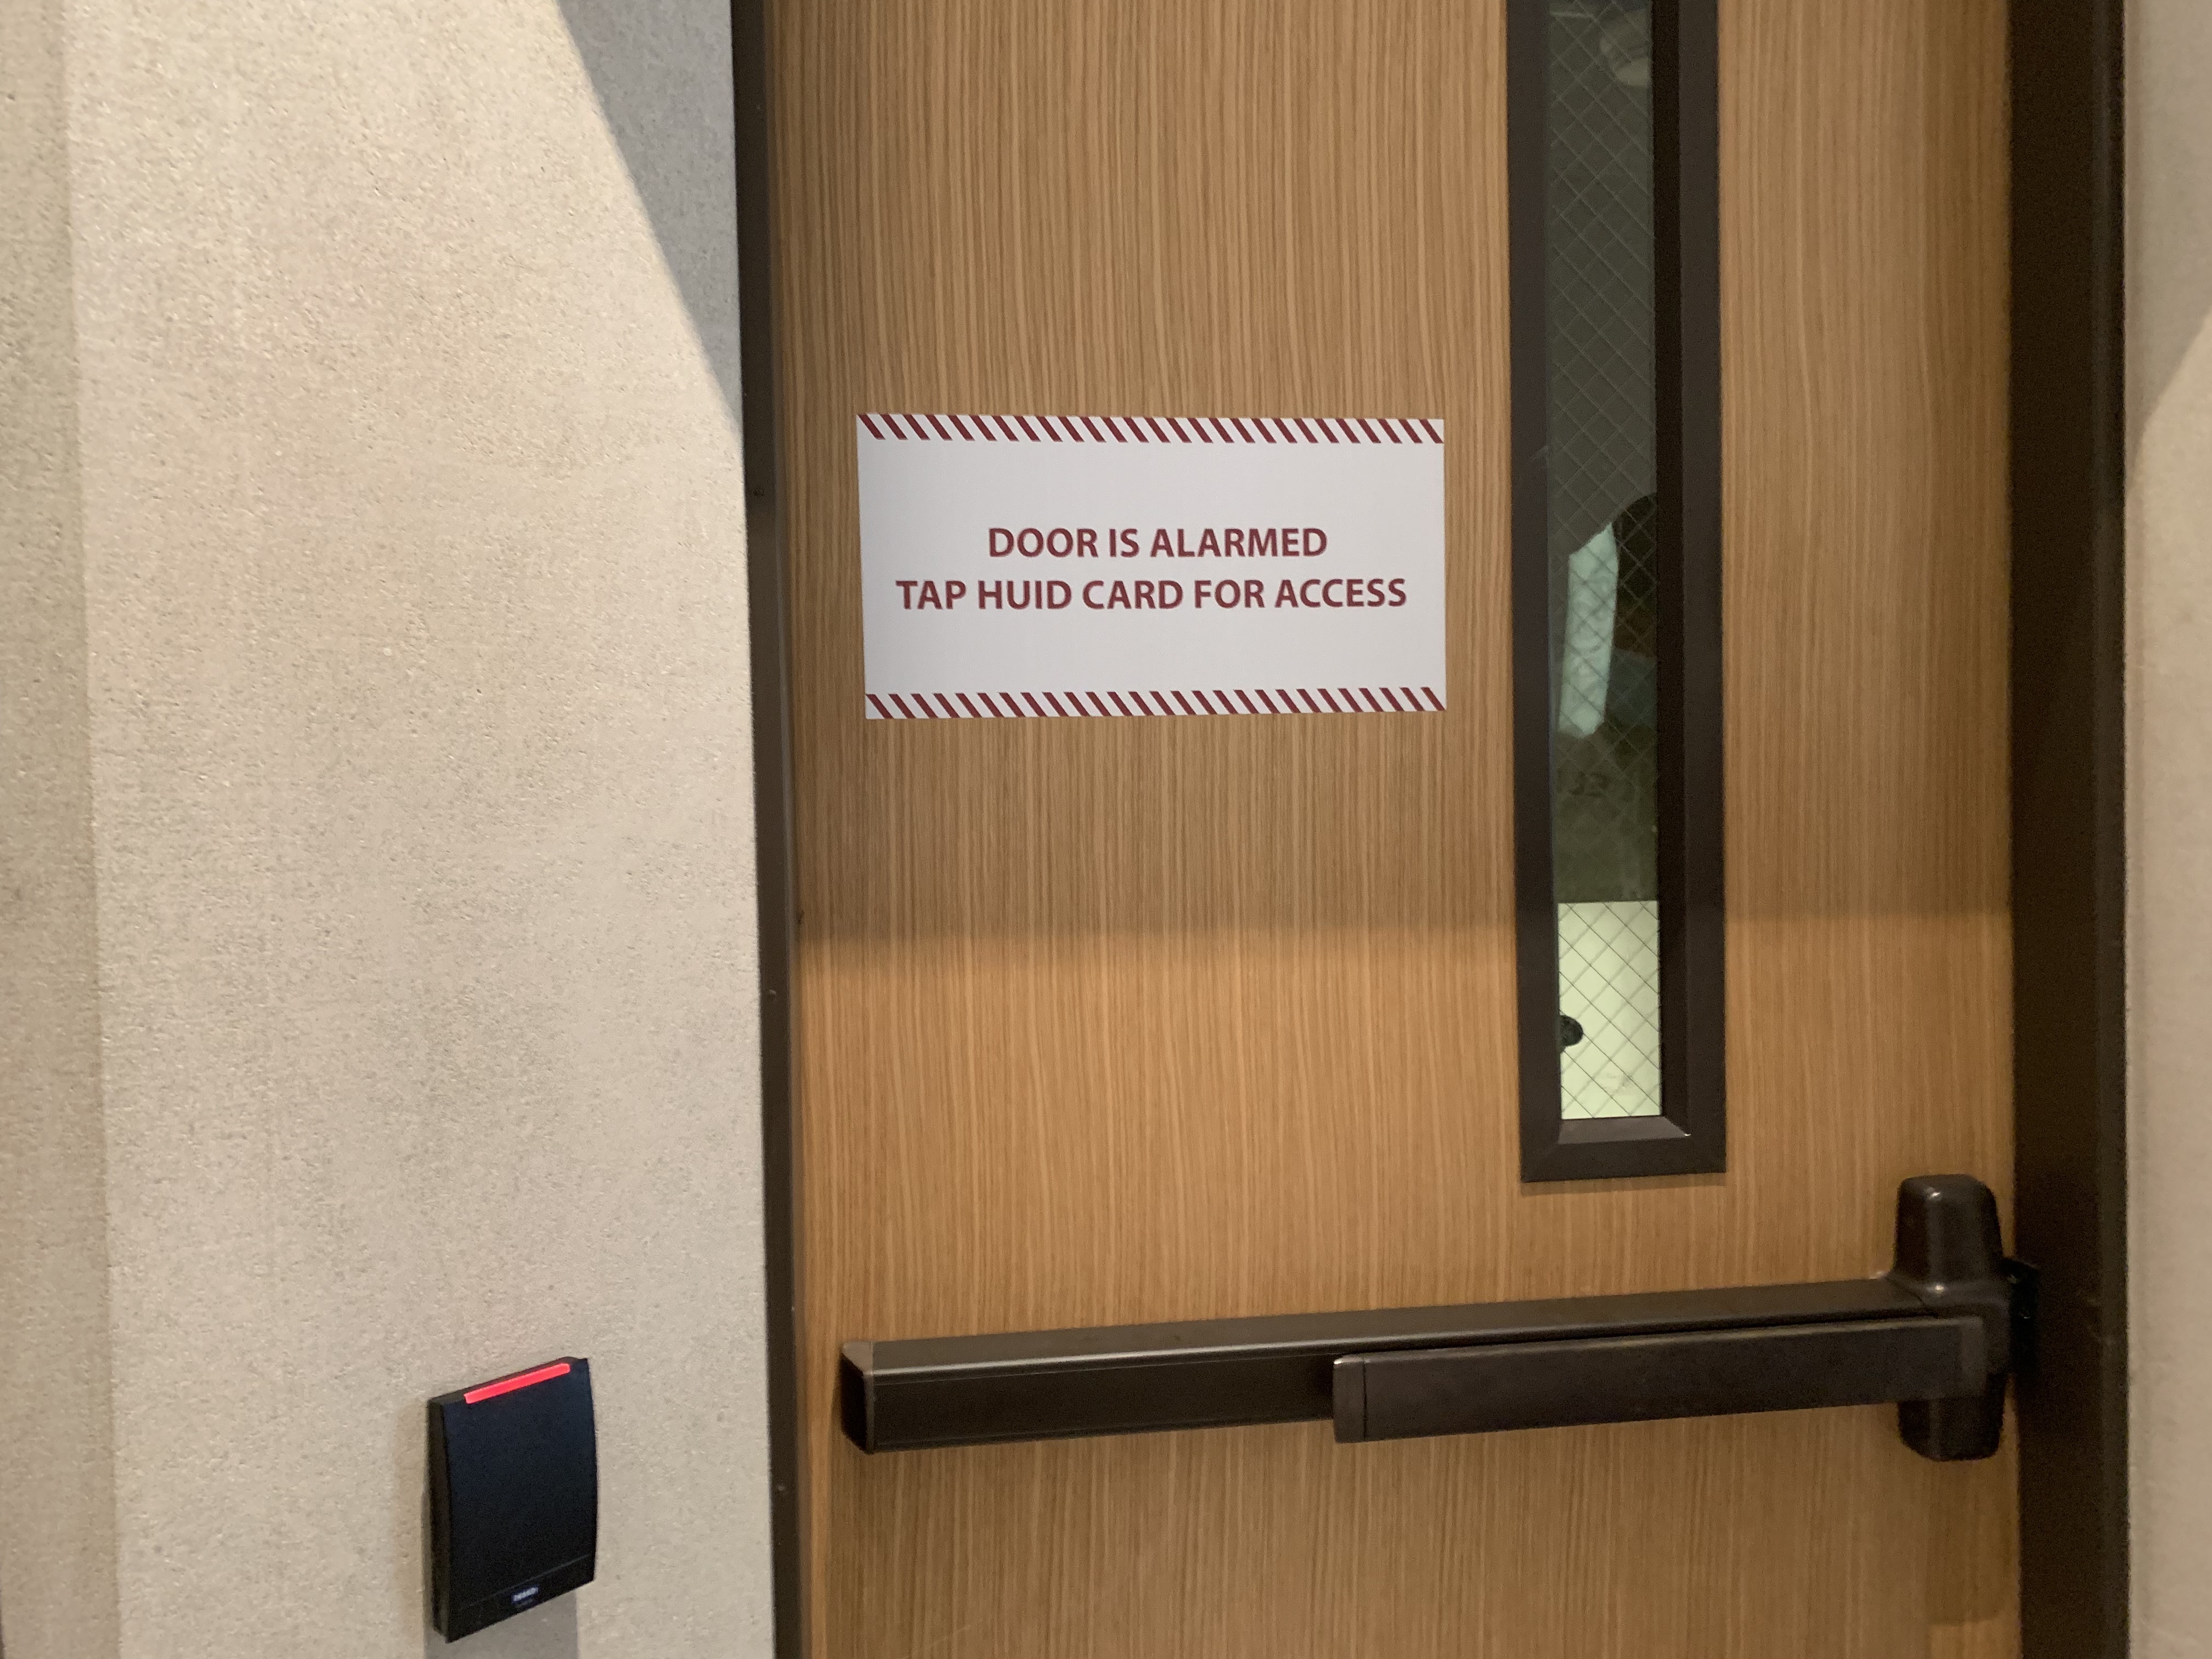 DOOR IS ALARMED
TAP HUID CARD FOR ACCESS